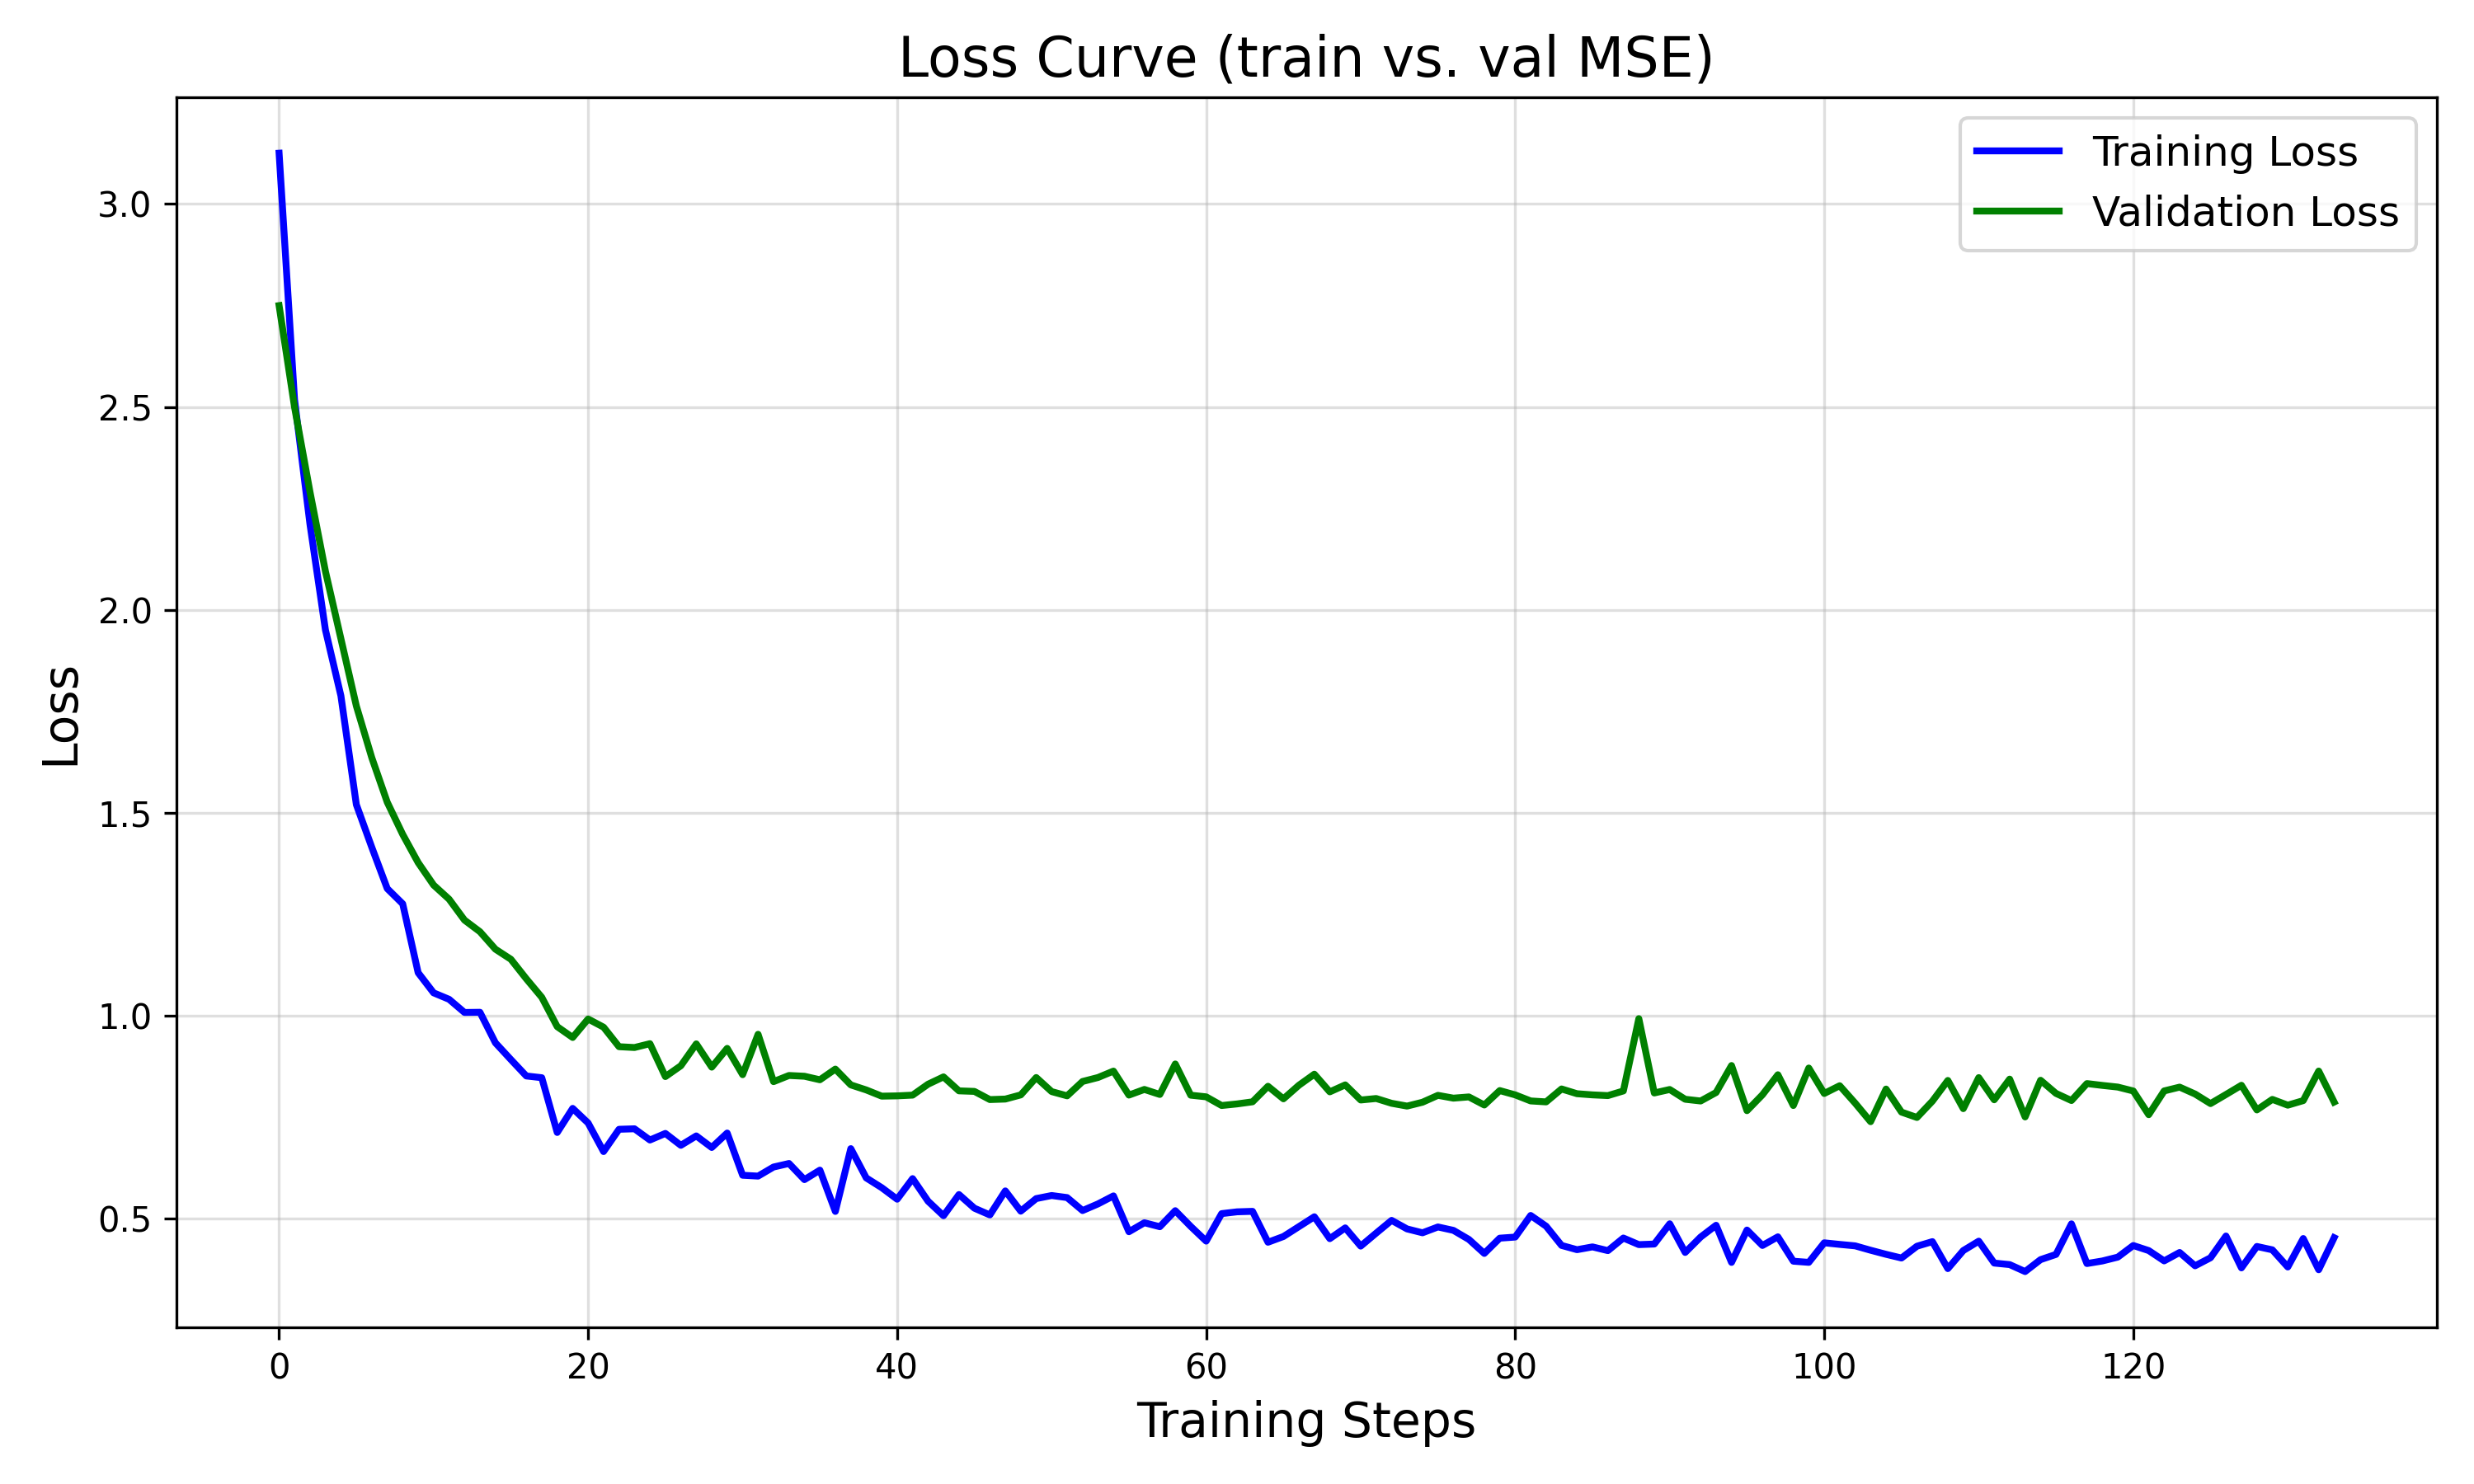 Loss Curve (train vs. val MSE)
Training Loss
Validation Loss
3.0
2.5
2.0
1.5
1.0
0.5
Loss
0 20 40 60 80 100 120
Training Steps